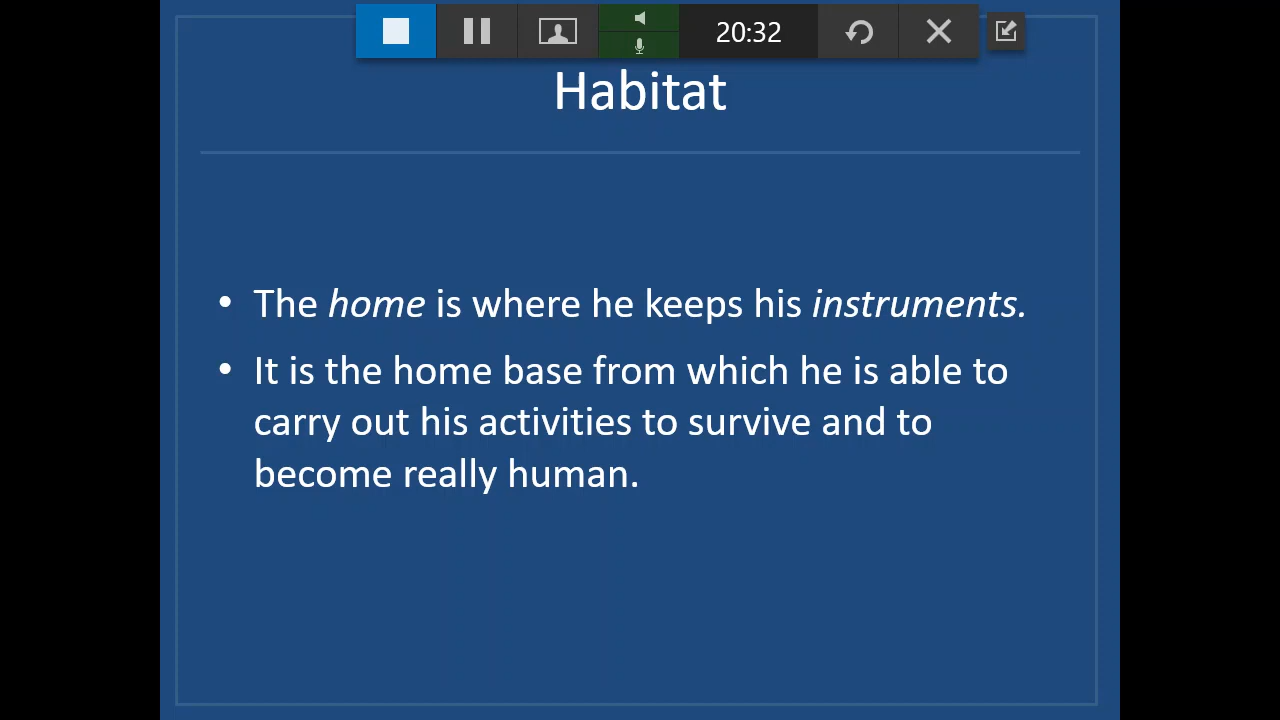 20:32
Habitat
• The home is where he keeps his instruments.
• It is the home base from which he is able to
carry out his activities to survive and to
become really human.